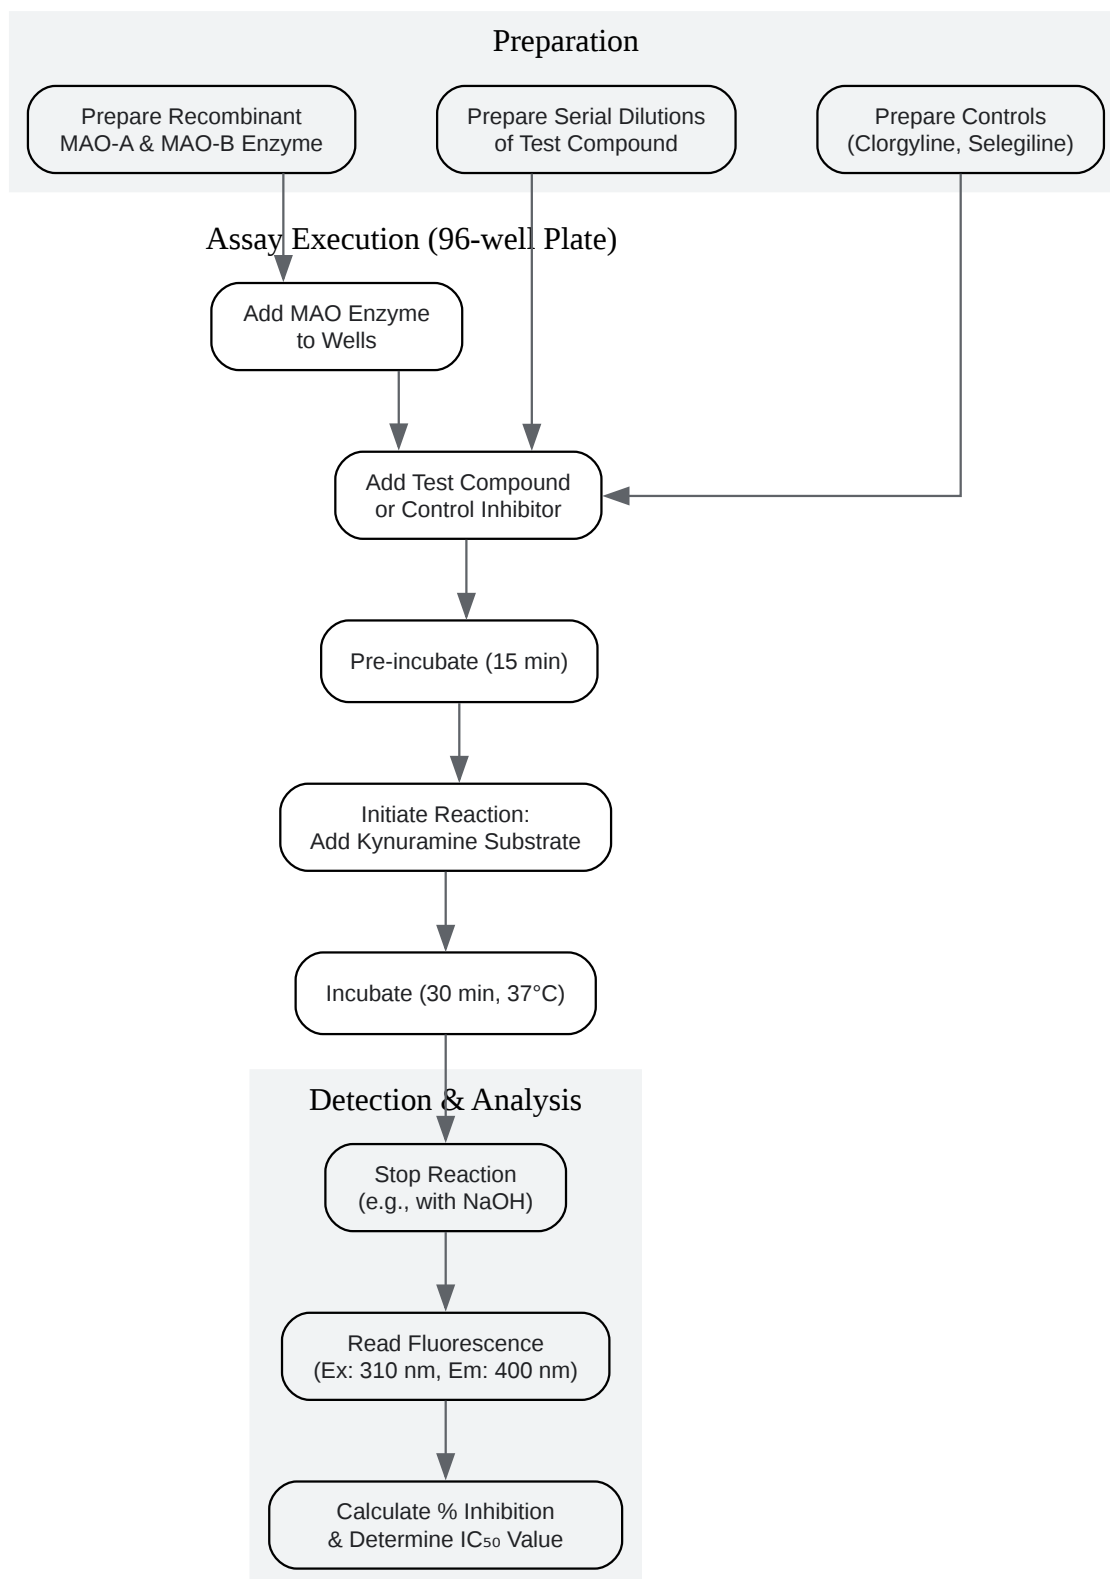 Preparation
Prepare Recombinant
MAO-A & MAO-B Enzyme
Prepare Serial Dilutions
of Test Compound
Prepare Controls
(Clorgyline, Selegiline)
Assay Execution (96-well Plate)
Add MAO Enzyme
to Wells
Add Test Compound
or Control Inhibitor
Pre-incubate (15 min)
Initiate Reaction:
Add Kynuramine Substrate
Incubate (30 min, 37°C)
Detection & Analysis
Stop Reaction
(e.g., with NaOH)
Read Fluorescence
(Ex: 310 nm, Em: 400 nm)
Calculate % Inhibition
& Determine IC₅₀ Value